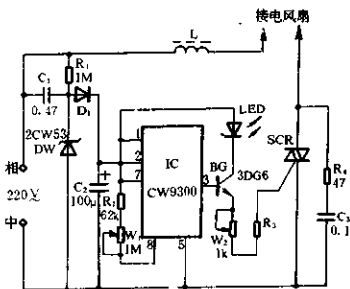 接电风扇
L
R₁
1M
C₁
0.47
D₁
2CW53
DW
LED
SCR
相
220V
中
C₂
100μ
1
2
7
IC
CW9300
3
8
5
BG
3DG6
R₄
47
62k
W₁
1M
W₂
1k
R₃
C₃
0.1